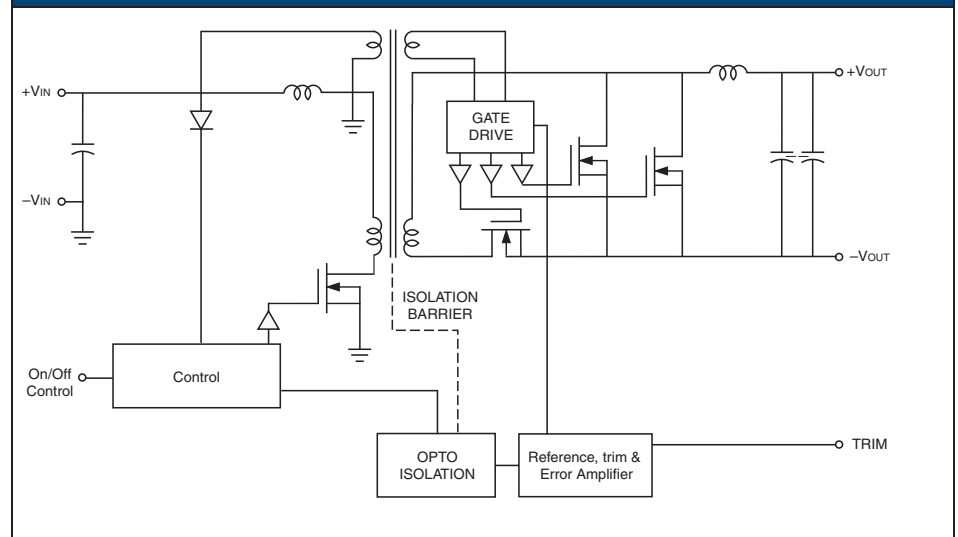 +VIN
–VIN
+VOUT
GATE
DRIVE
–VOUT
ISOLATION
BARRIER
On/Off
Control
Control
OPTO
ISOLATION
Reference, trim &
Error Amplifier
TRIM